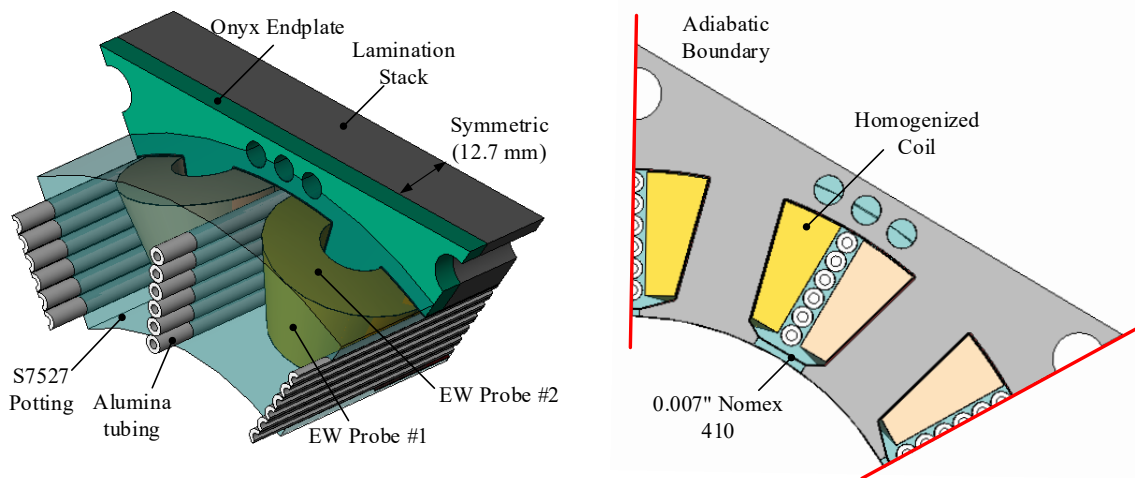 Onyx Endplate
Lamination
Stack
Symmetric
(12.7 mm)
S7527
Potting
Alumina
tubing
EW Probe #1
EW Probe #2
Adiabatic
Boundary
Homogenized
Coil
0.007" Nomex
410